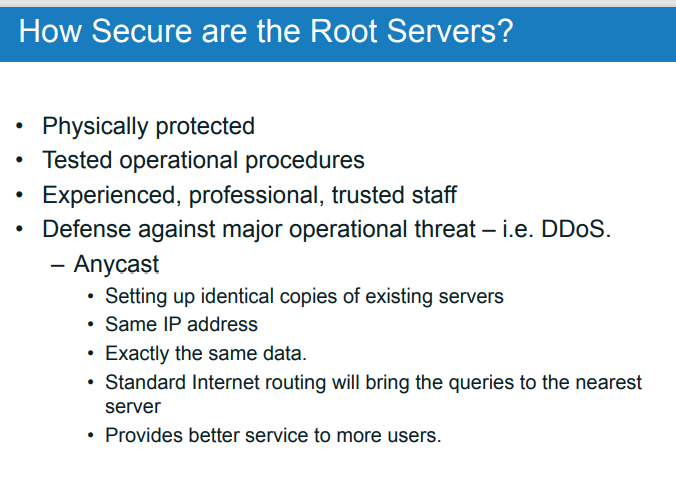 How Secure are the Root Servers?
• Physically protected
• Tested operational procedures
• Experienced, professional, trusted staff
• Defense against major operational threat – i.e. DDoS.
– Anycast
• Setting up identical copies of existing servers
• Same IP address
• Exactly the same data.
• Standard Internet routing will bring the queries to the nearest
server
• Provides better service to more users.